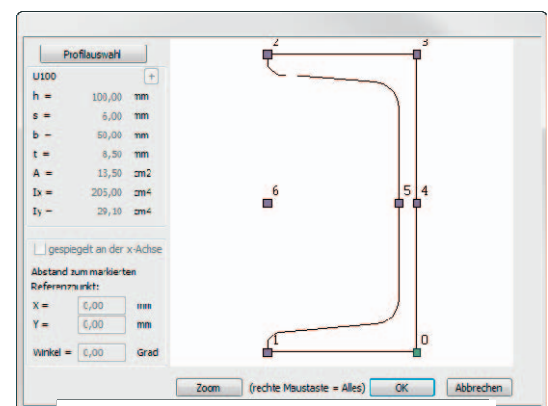 Profilauswahl
U100 +
h = 100,00 mm
s = 6,00 mm
b = 50,00 mm
t = 8,50 mm
A = 13,50 cm2
Ix = 205,00 cm4
Iy = 29,10 cm4
gespiegelt an der x-Achse
Abstand zum markierten
Referenzpunkt:
X = 0,00 mm
Y = 0,00 mm
Winkel = 0,00 Grad
2 3
6 5 4
1 0
Zoom (rechte Maustaste = Alles) OK Abbrechen